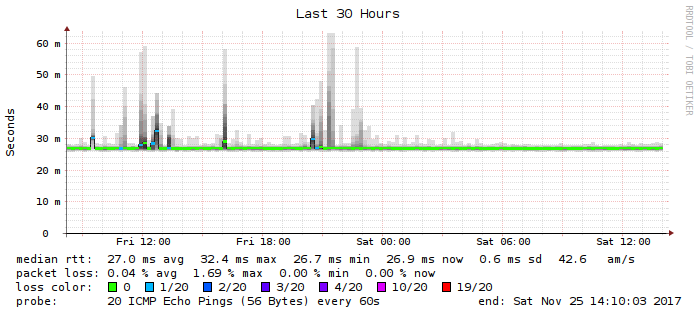 Last 30 Hours
RRDTOOL / TOBI OETIKER
Seconds
60 m
50 m
40 m
30 m
20 m
10 m
0
Fri 12:00 Fri 18:00 Sat 00:00 Sat 06:00 Sat 12:00
median rtt: 27.0 ms avg 32.4 ms max 26.7 ms min 26.9 ms now 0.6 ms sd 42.6 am/s
packet loss: 0.04 % avg 1.69 % max 0.00 % min 0.00 % now
loss color: 0 1/20 2/20 3/20 4/20 10/20 19/20
probe: 20 ICMP Echo Pings (56 Bytes) every 60s end: Sat Nov 25 14:10:03 2017